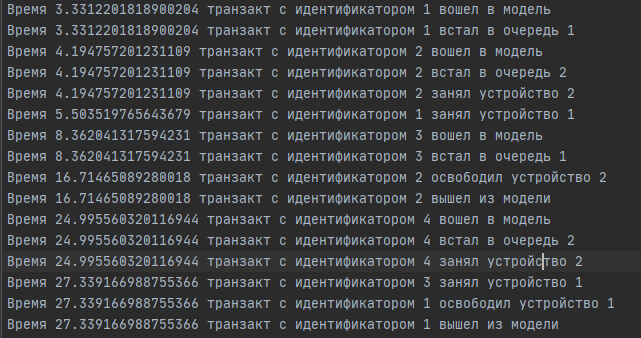 Время 3.3312201818900204 транзакт с идентификатором 1 вошел в модель
Время 3.3312201818900204 транзакт с идентификатором 1 встал в очередь 1
Время 4.194757201231109 транзакт с идентификатором 2 вошел в модель
Время 4.194757201231109 транзакт с идентификатором 2 встал в очередь 2
Время 4.194757201231109 транзакт с идентификатором 2 занял устройство 2
Время 5.503519765643679 транзакт с идентификатором 1 занял устройство 1
Время 8.362041317594231 транзакт с идентификатором 3 вошел в модель
Время 8.362041317594231 транзакт с идентификатором 3 встал в очередь 1
Время 16.71465089280018 транзакт с идентификатором 2 освободил устройство 2
Время 16.71465089280018 транзакт с идентификатором 2 вышел из модели
Время 24.995560320116944 транзакт с идентификатором 4 вошел в модель
Время 24.995560320116944 транзакт с идентификатором 4 встал в очередь 2
Время 24.995560320116944 транзакт с идентификатором 4 занял устройство 2
Время 27.339166988755366 транзакт с идентификатором 3 занял устройство 1
Время 27.339166988755366 транзакт с идентификатором 1 освободил устройство 1
Время 27.339166988755366 транзакт с идентификатором 1 вышел из модели